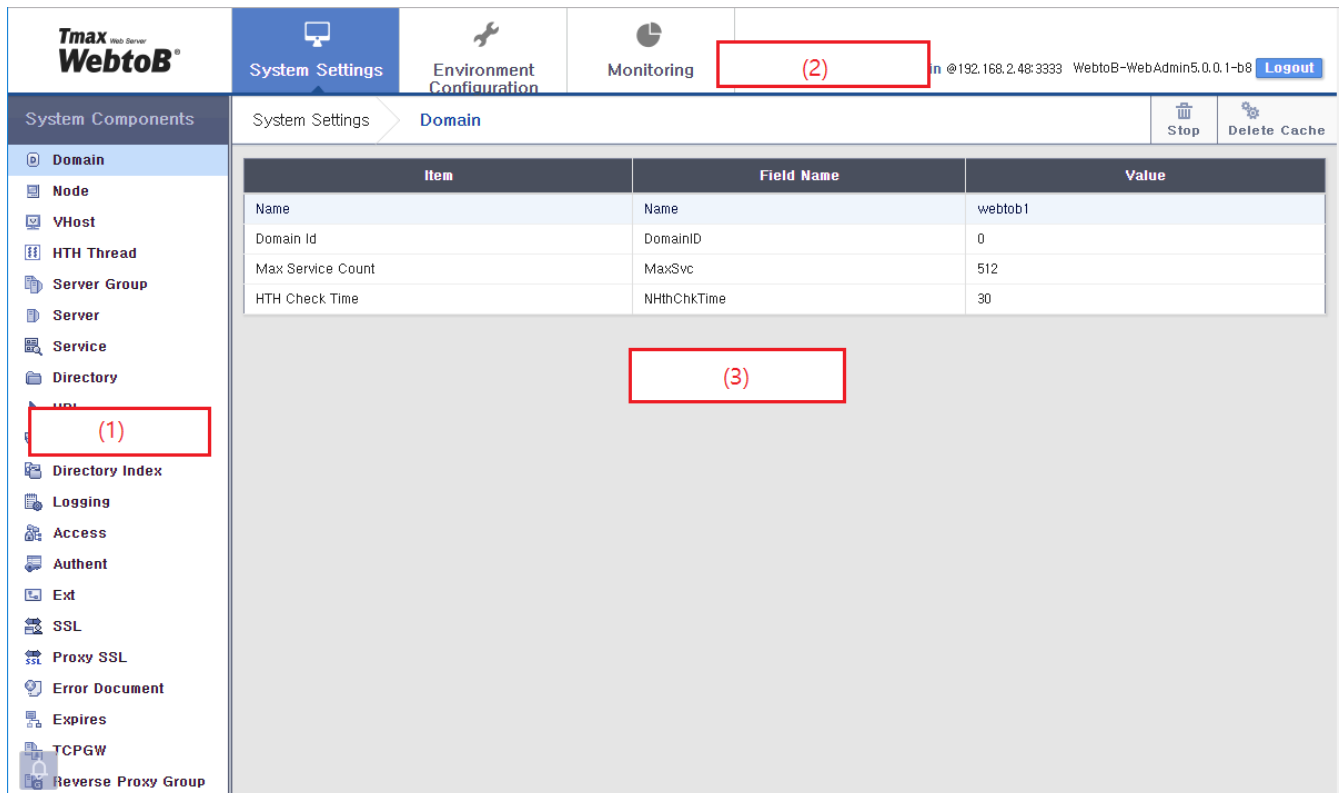 Tmax Web Server
WebtoB®
System Settings
Environment
Configuration
Monitoring
(2)
in @192.168.2.48:3333 WebtoB-WebAdmin5.0.0.1-b8 Logout
System Components
System Settings
Domain
Stop
Delete Cache
Domain
Node
VHost
HTH Thread
Server Group
Server
Service
Directory
(1)
Directory Index
Logging
Access
Authent
Ext
SSL
Proxy SSL
Error Document
Expires
TCPGW
Reverse Proxy Group
Item Field Name Value
Name Name webtob1
Domain Id DomainID 0
Max Service Count MaxSvc 512
HTH Check Time NHthChkTime 30
(3)